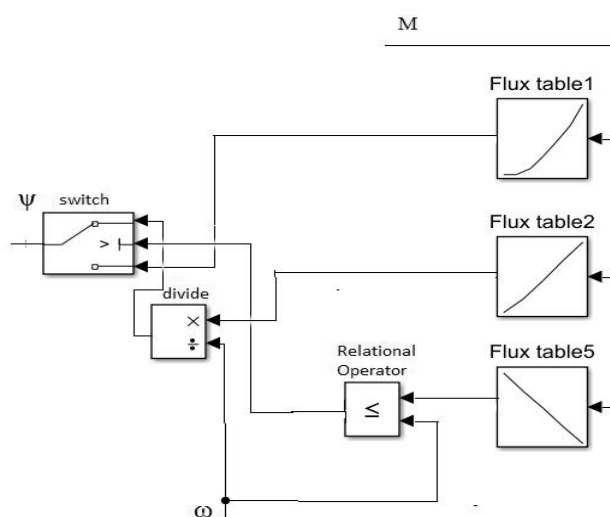 M
Flux table1
ψ
switch
>
Flux table2
divide
×
÷
Relational
Operator
≤
Flux table5
ω